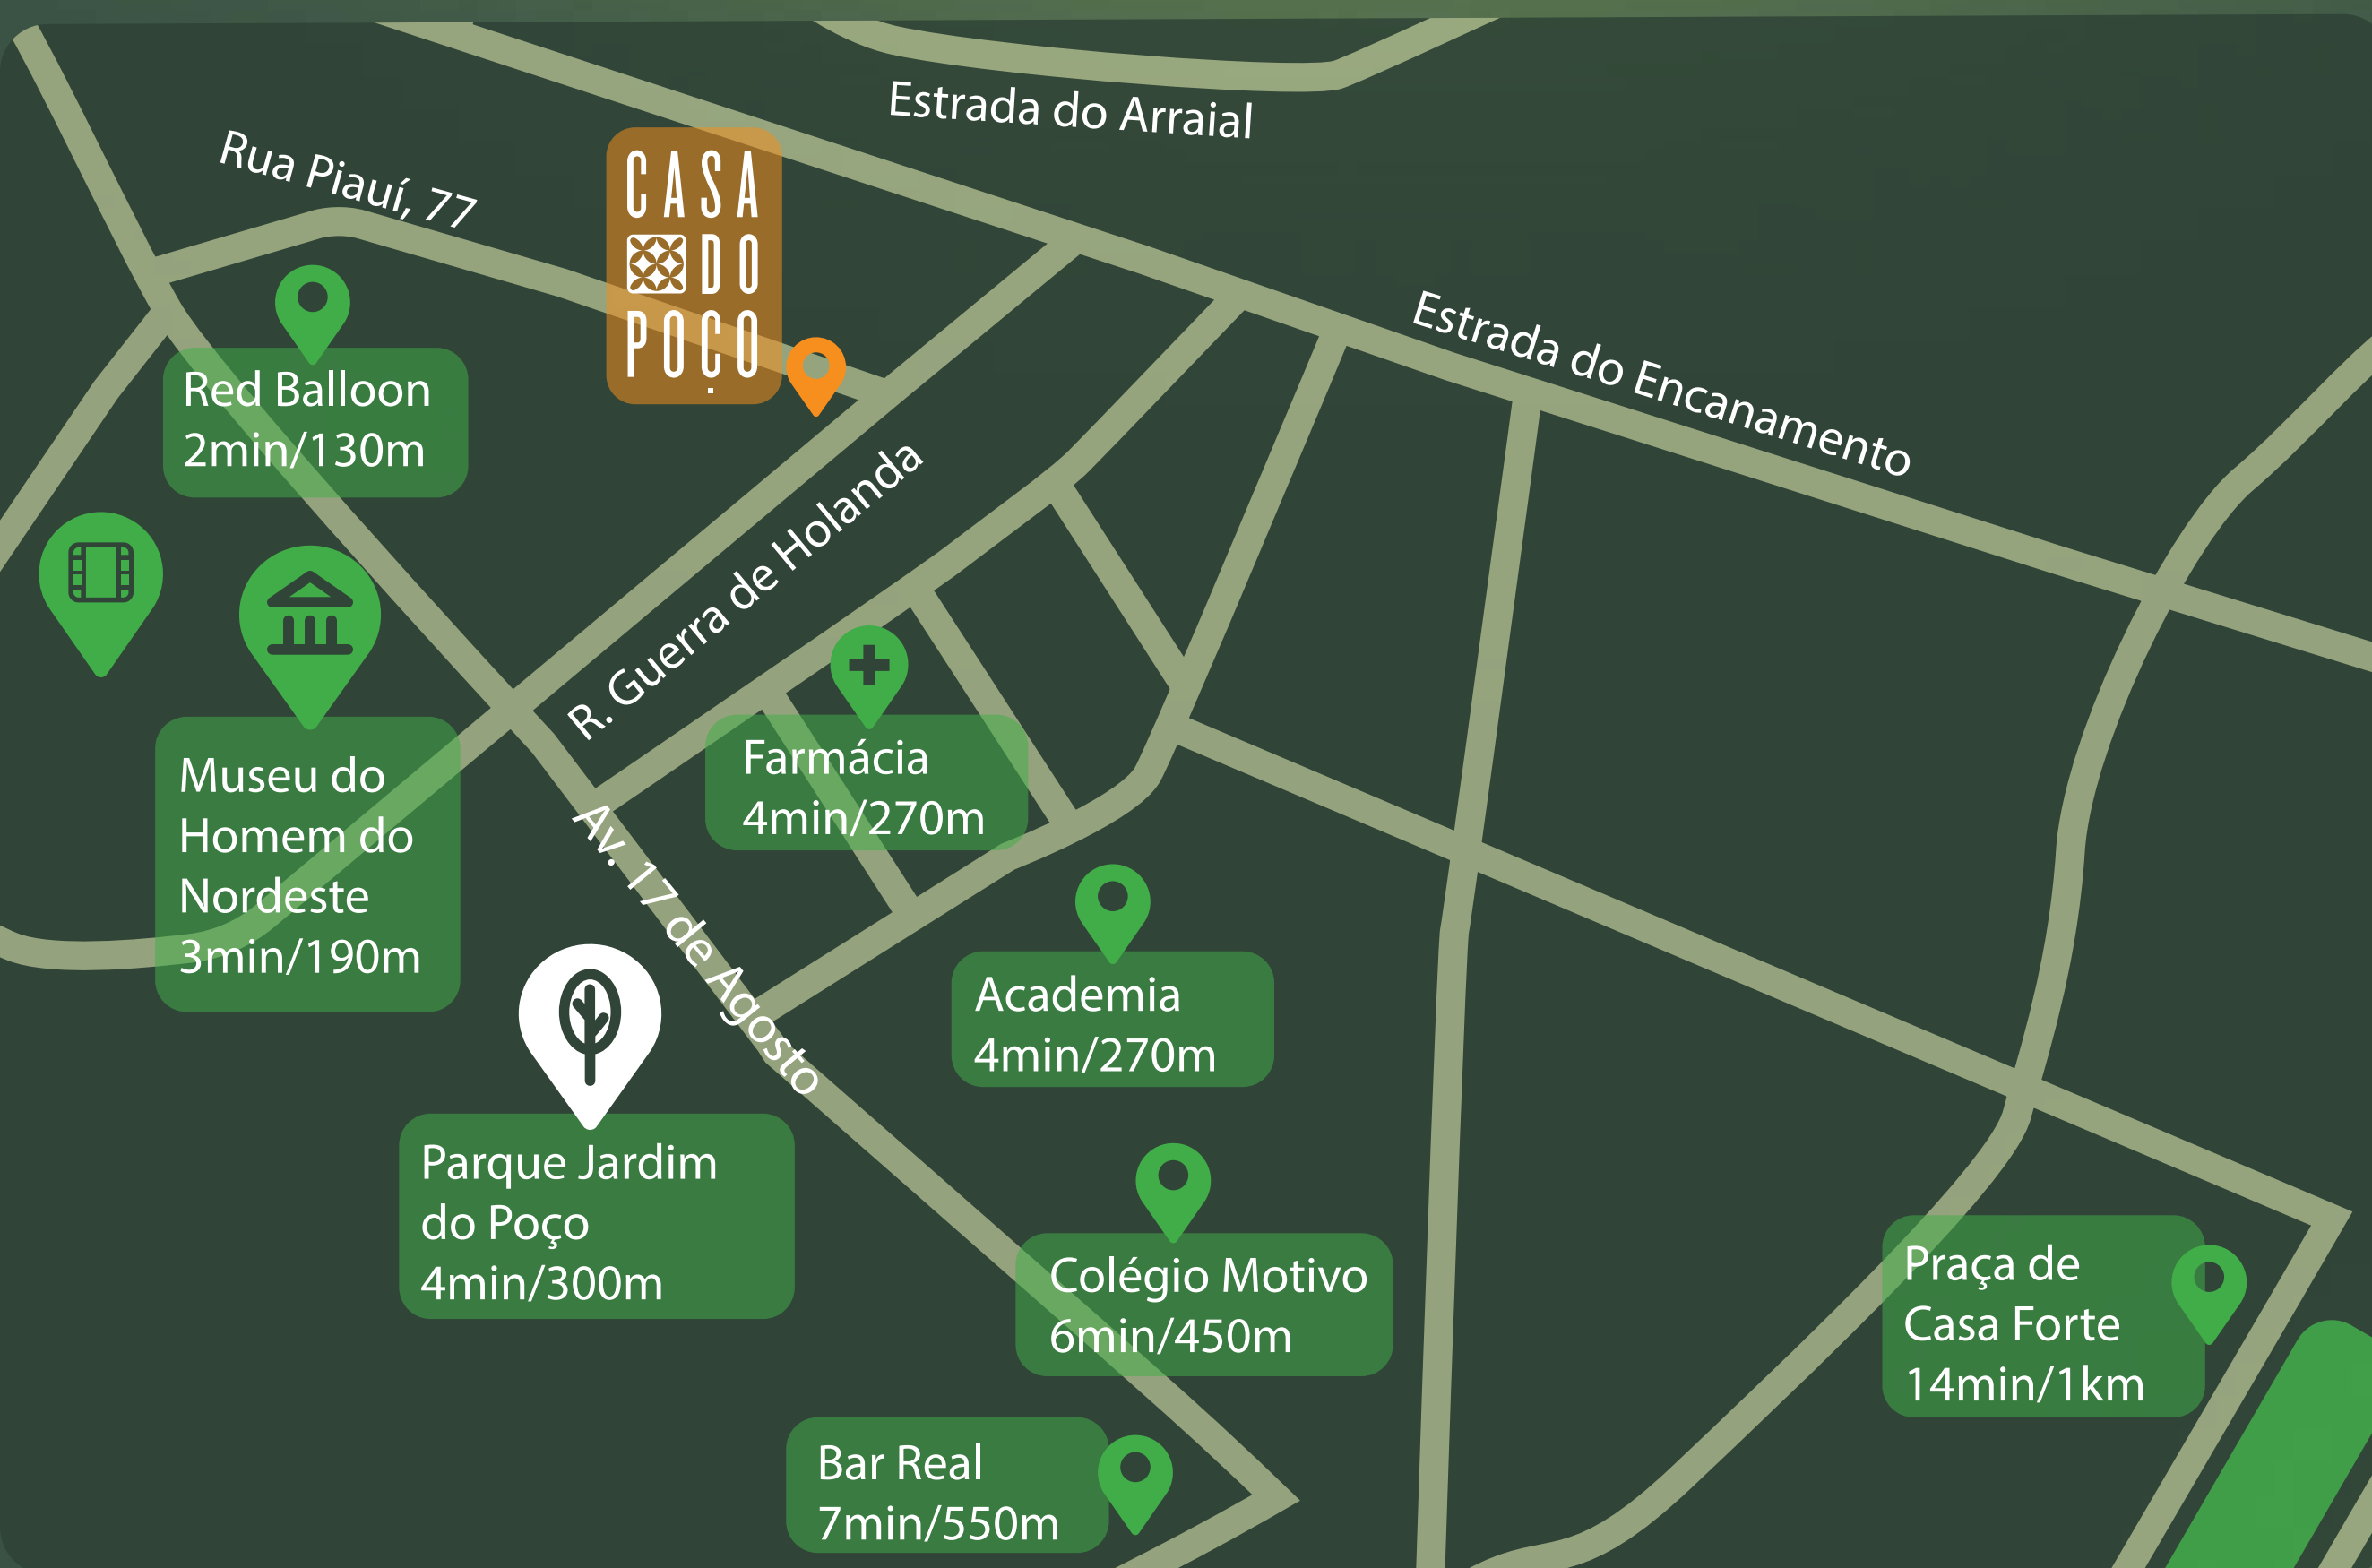 Estrada do Arraial
Rua Piauí, 77
CASA
DO
POÇO
Estrada do Encanamento
Red Balloon
2min/130m
R. Guerra de Holanda
Farmácia
4min/270m
Museu do
Homem do
Nordeste
3min/190m
Av. 17 de Agosto
Academia
4min/270m
Parque Jardim
do Poço
4min/300m
Colégio Motivo
6min/450m
Praça de
Casa Forte
14min/1km
Bar Real
7min/550m